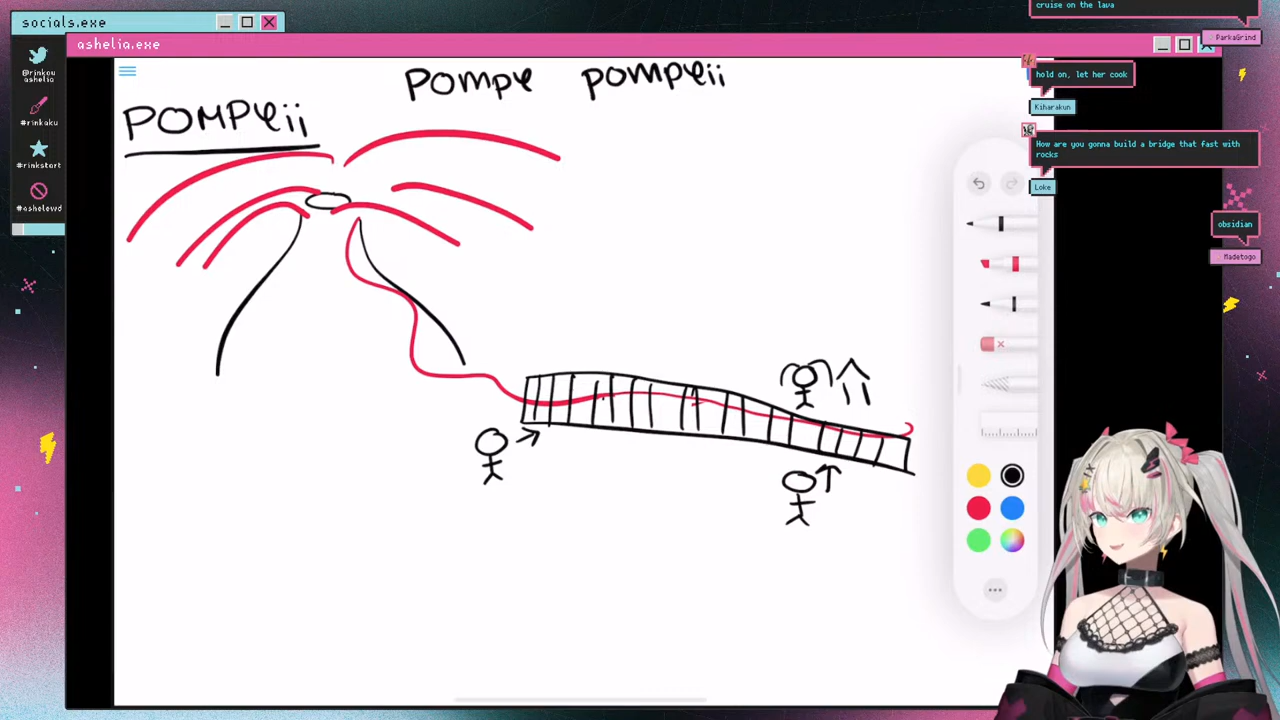 socials.exe
ashelia.exe
@rinkou
ashelia
#rinkaku
#rinkstart
#ashelewd
Pompe pompeii
POMPeii
cruise on the lava
ParkaGrind
hold on, let her cook
Kiharakun
How are you gonna build a bridge that fast with
rocks
Loke
obsidian
Madetogo